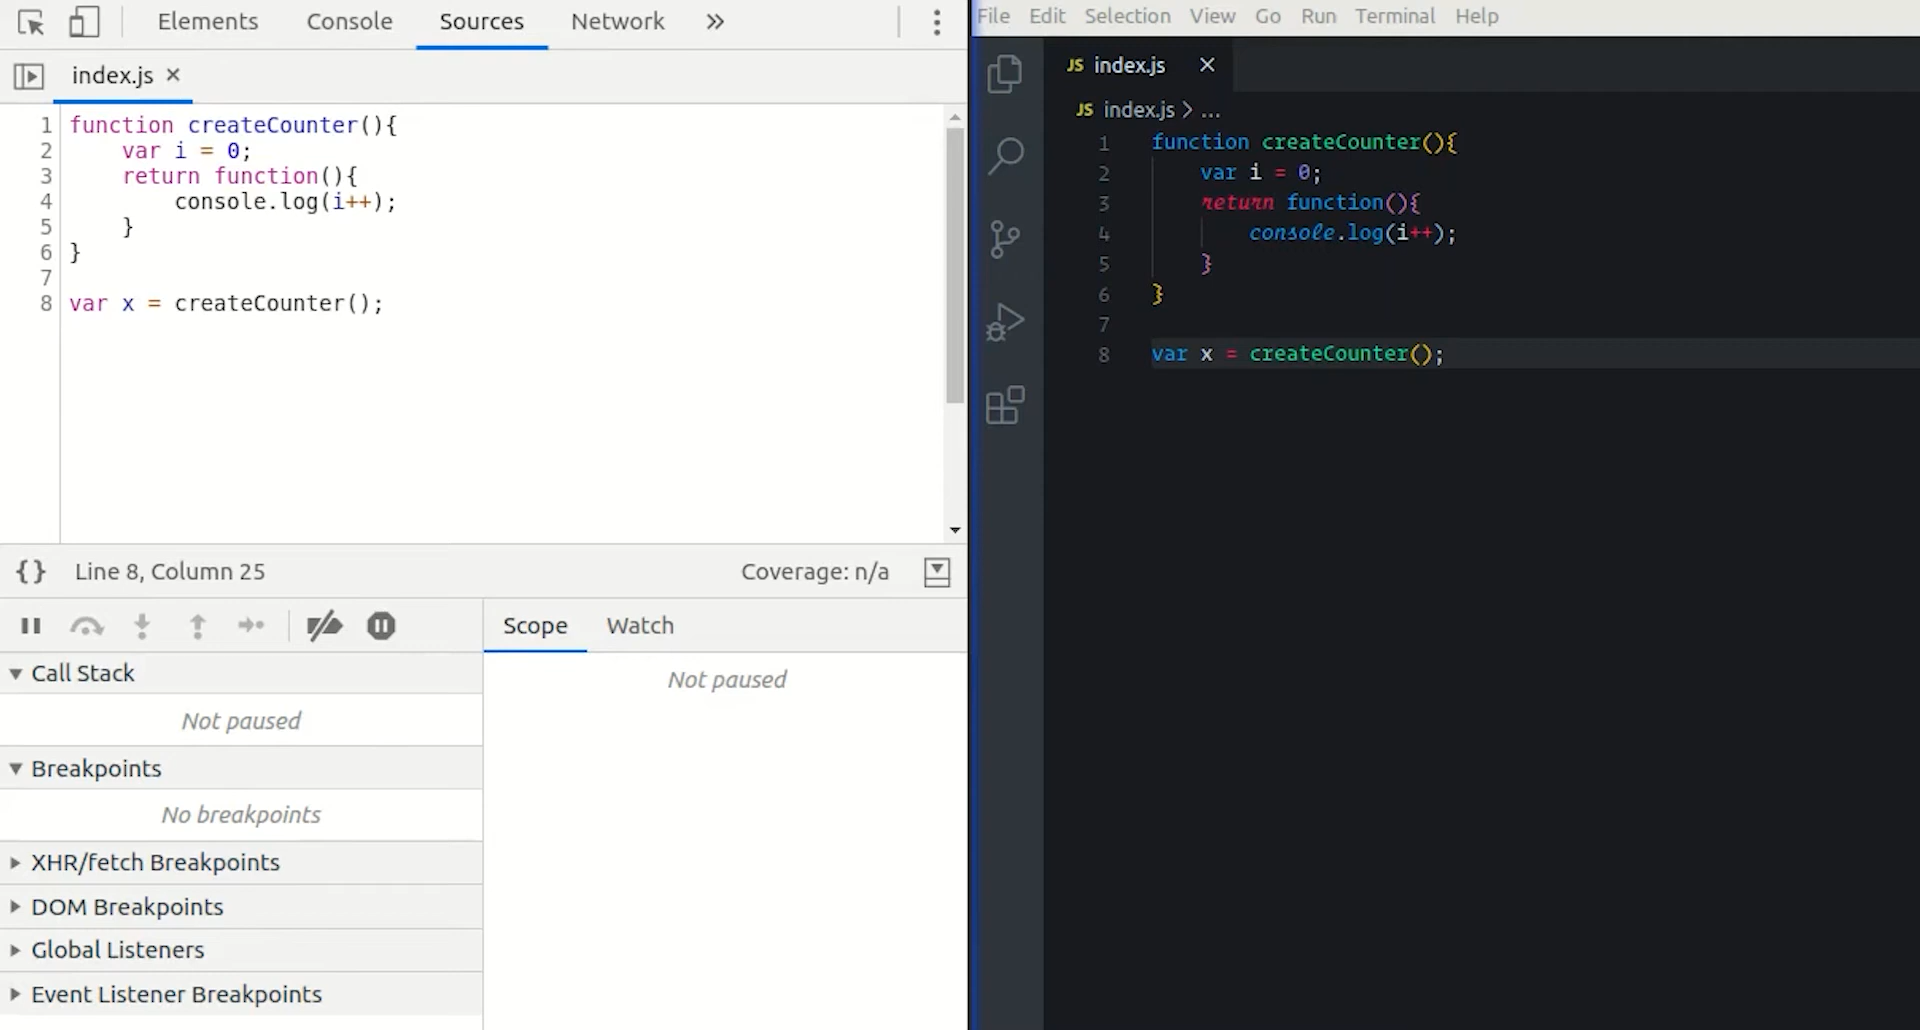 Elements Console Sources Network »
index.js ×
1 function createCounter(){
2 var i = 0;
3 return function(){
4 console.log(i++);
5 }
6 }
7
8 var x = createCounter();
{} Line 8, Column 25 Coverage: n/a
Call Stack
Not paused
Breakpoints
No breakpoints
XHR/fetch Breakpoints
DOM Breakpoints
Global Listeners
Event Listener Breakpoints
Scope Watch
Not paused
File Edit Selection View Go Run Terminal Help
JS index.js ×
JS index.js > ...
1 function createCounter(){
2 var i = 0;
3 return function(){
4 console.log(i++);
5 }
6 }
7
8 var x = createCounter();